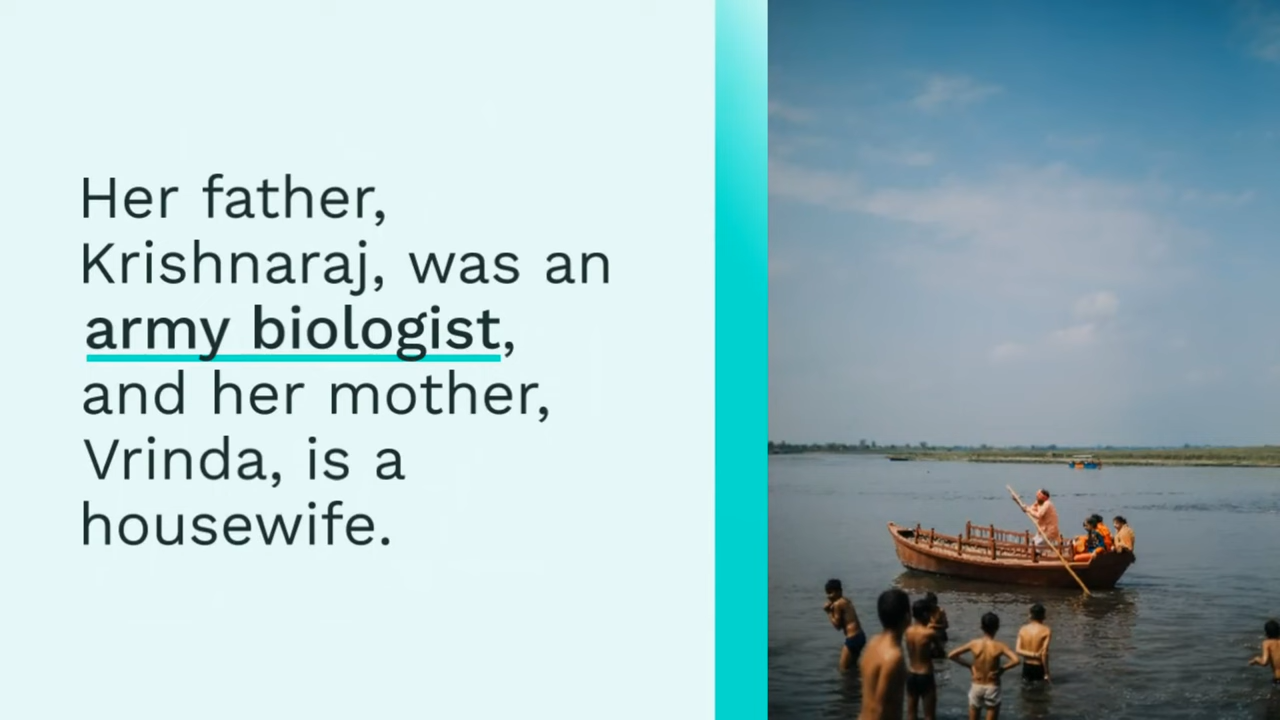 Her father,
Krishnaraj, was an
army biologist,
and her mother,
Vrinda, is a
housewife.